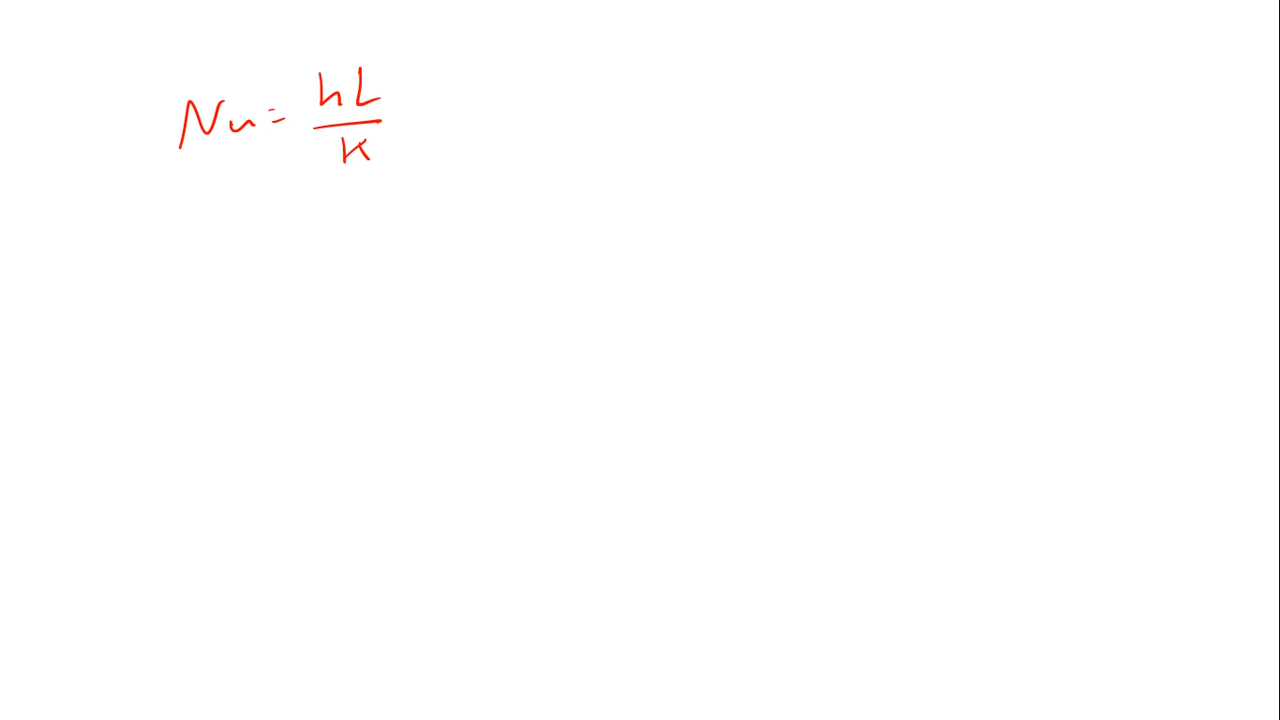 Nu = hL / K